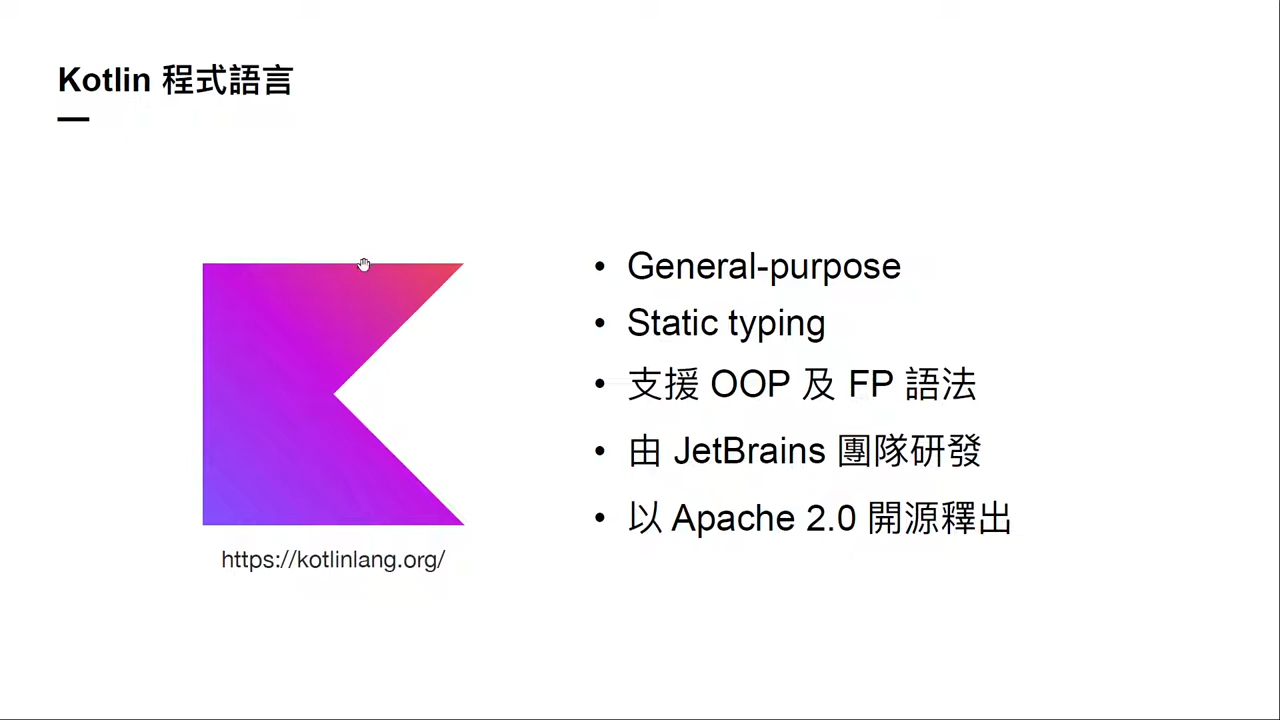 Kotlin 程式語言
• General-purpose
• Static typing
• 支援 OOP 及 FP 語法
• 由 JetBrains 團隊研發
• 以 Apache 2.0 開源釋出
https://kotlinlang.org/